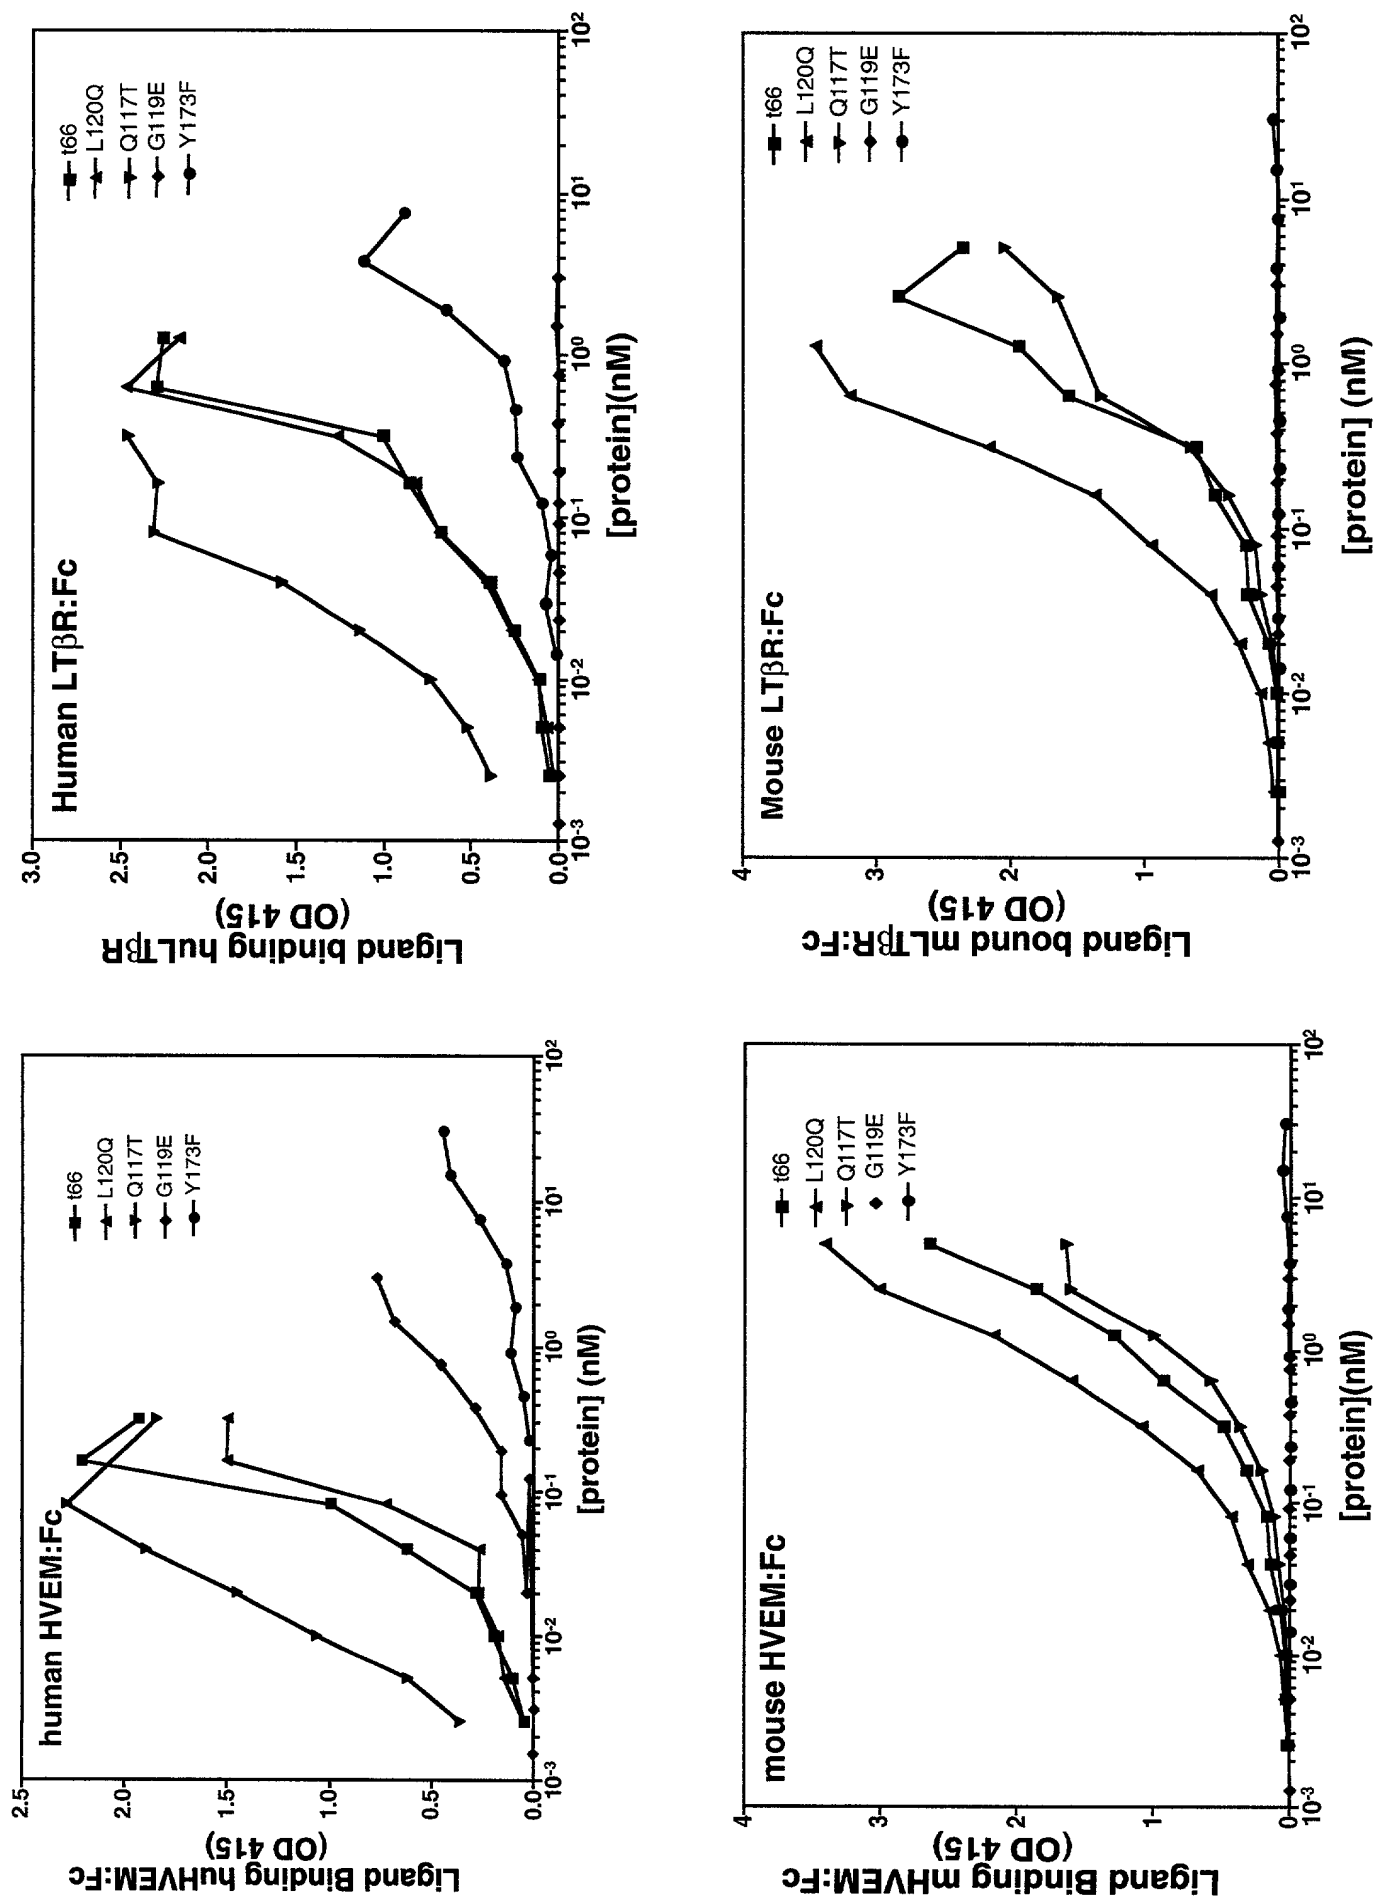 human HVEM:Fc
Ligand Binding huHVEM:Fc
(OD 415)
2.5
2.0
1.5
1.0
0.5
0.0
10-3
10-2
10-1
100
101
102
[protein] (nM)
t66
L120Q
Q117T
G119E
Y173F
Human LTβR:Fc
Ligand binding huLTβR
(OD 415)
3.0
2.5
2.0
1.5
1.0
0.5
0.0
10-3
10-2
10-1
100
101
102
[protein](nM)
t66
L120Q
Q117T
G119E
Y173F
mouse HVEM:Fc
Ligand Binding mHVEM:Fc
(OD 415)
4
3
2
1
0
10-3
10-2
10-1
100
101
102
[protein](nM)
t66
L120Q
Q117T
G119E
Y173F
Mouse LTβR:Fc
Ligand bound mLTβR:Fc
(OD 415)
4
3
2
1
0
10-3
10-2
10-1
100
101
102
[protein] (nM)
t66
L120Q
Q117T
G119E
Y173F